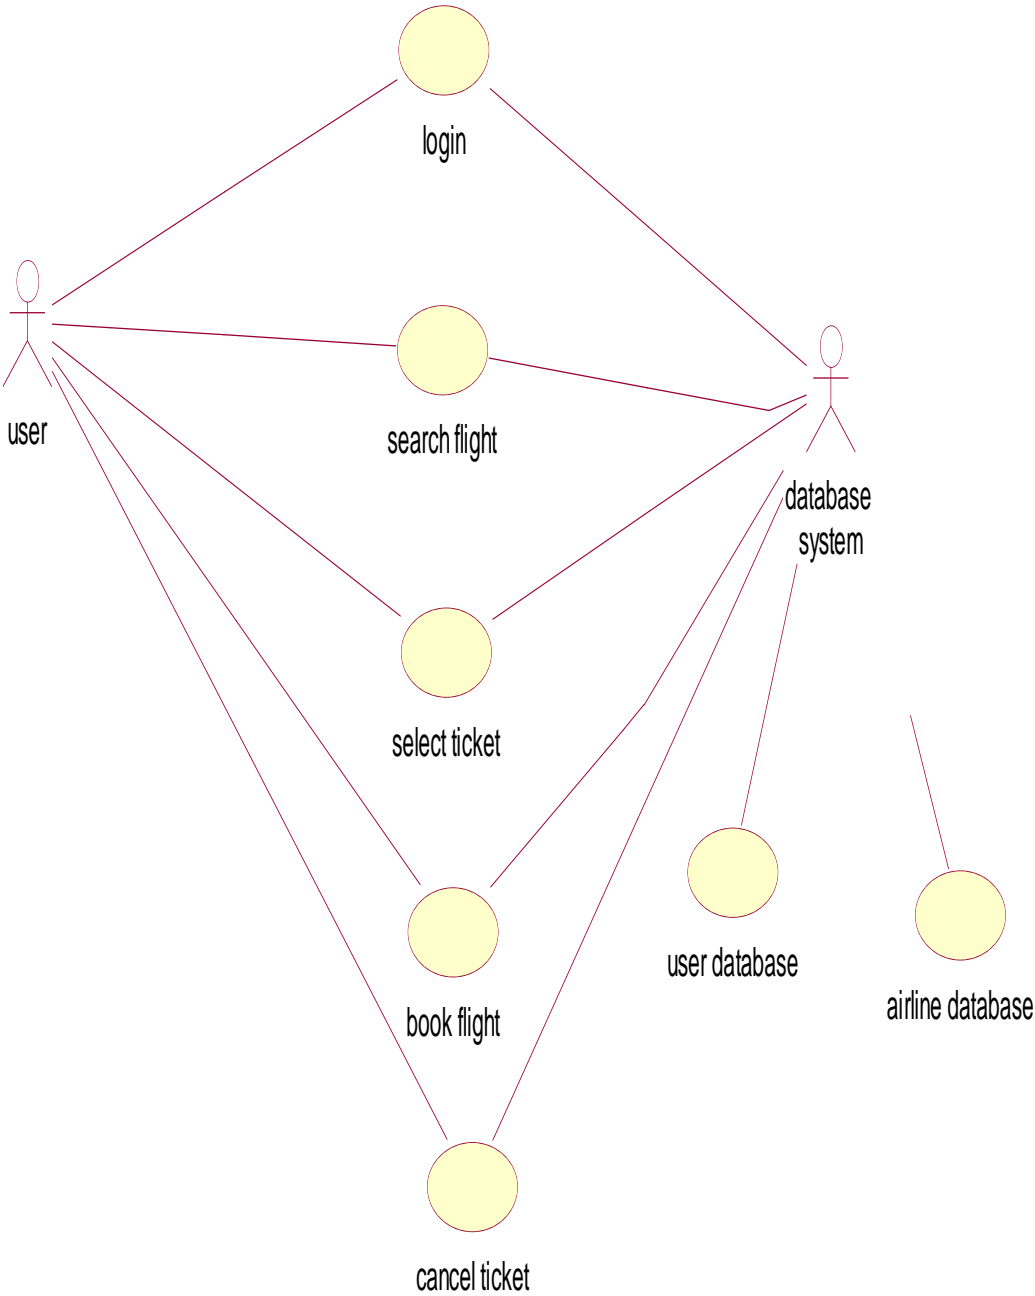 login
user
search flight
database
system
select ticket
user database
airline database
book flight
cancel ticket